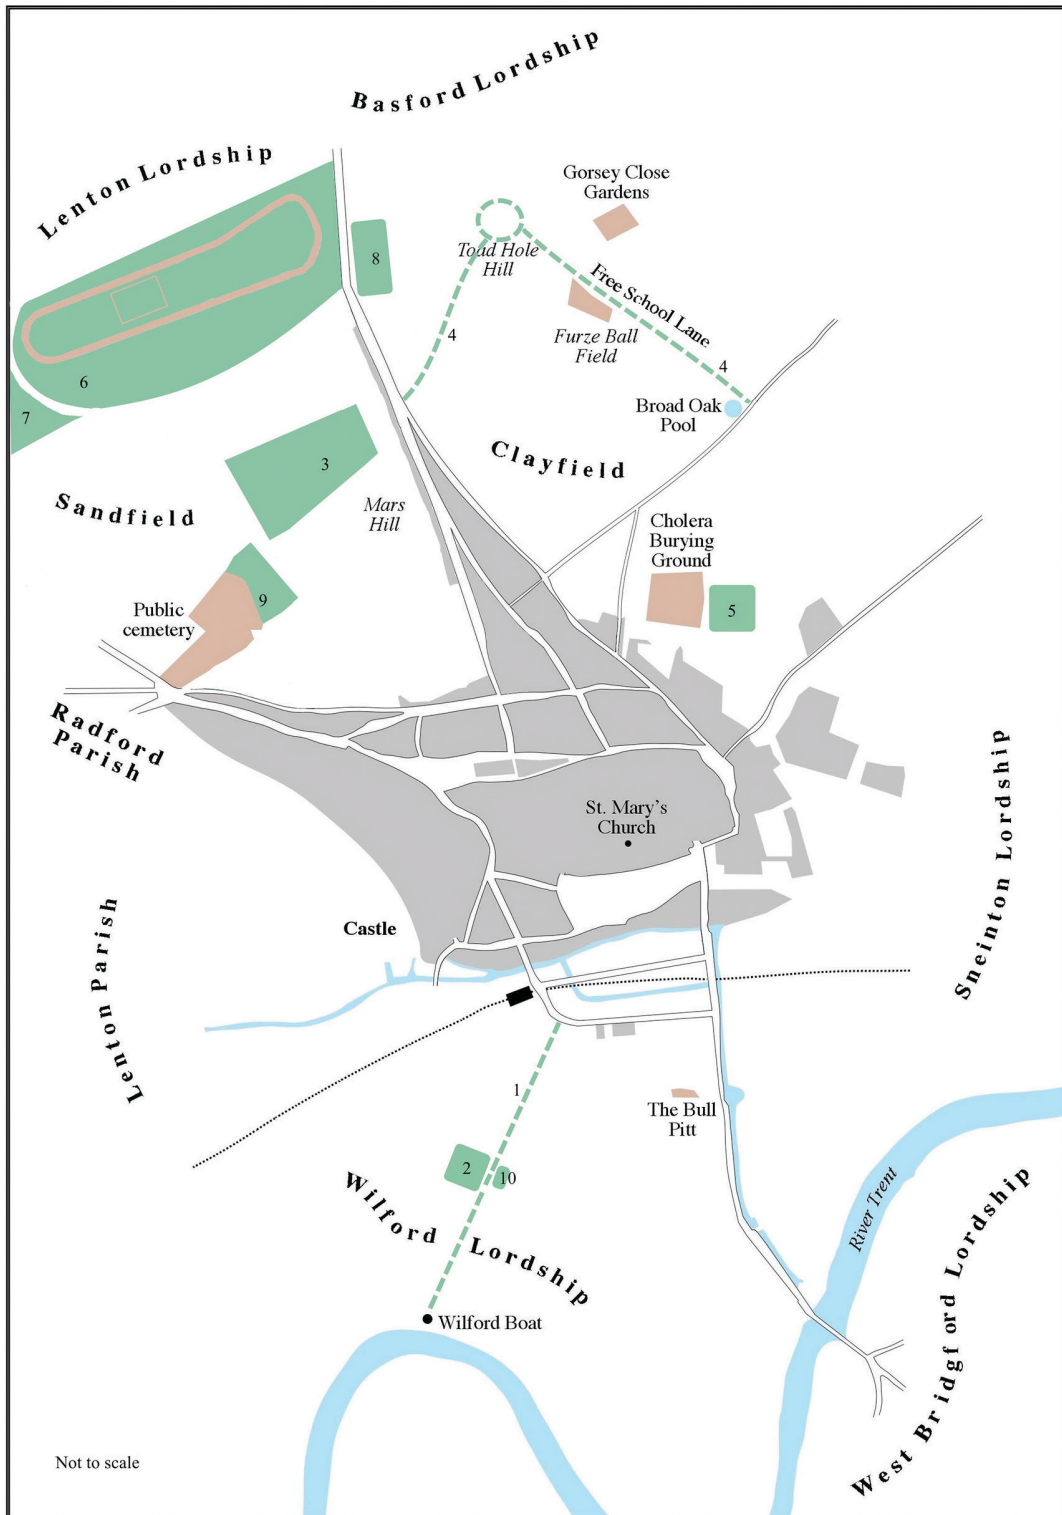 Basford Lordship
Lenton Lordship
Gorsey Close
Gardens
8
Toad Hole
Hill
Free School Lane
4
Furze Ball
Field
4
6
7
Broad Oak
Pool
3
Clayfield
Mars
Hill
Sandfield
Cholera
Burying
Ground
9
5
Public
cemetery
Radford
Parish
St. Mary's
Church
Sneinton Lordship
Castle
Lenton Parish
1
The Bull
Pitt
2
10
Wilford Lordship
River Trent
Wilford Boat
West Bridgford Lordship
Not to scale